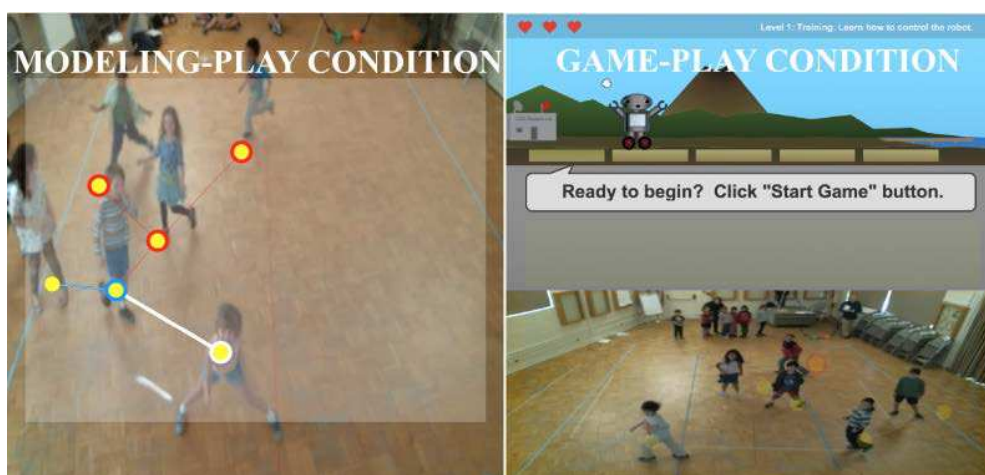 MODELING-PLAY CONDITION
Level 1: Training. Learn how to control the robot.
GAME-PLAY CONDITION
Ready to begin? Click "Start Game" button.